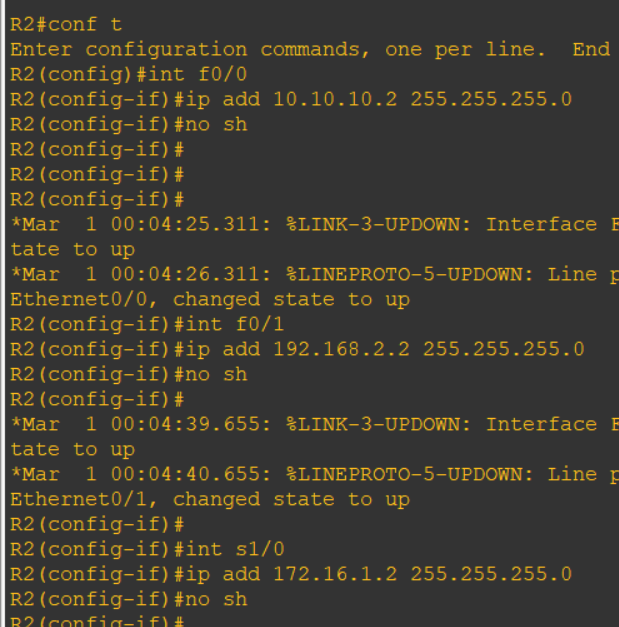 R2#conf t
Enter configuration commands, one per line.  End
R2(config)#int f0/0
R2(config-if)#ip add 10.10.10.2 255.255.255.0
R2(config-if)#no sh
R2(config-if)#
R2(config-if)#
R2(config-if)#
*Mar  1 00:04:25.311: %LINK-3-UPDOWN: Interface F
tate to up
*Mar  1 00:04:26.311: %LINEPROTO-5-UPDOWN: Line p
Ethernet0/0, changed state to up
R2(config-if)#int f0/1
R2(config-if)#ip add 192.168.2.2 255.255.255.0
R2(config-if)#no sh
R2(config-if)#
*Mar  1 00:04:39.655: %LINK-3-UPDOWN: Interface F
tate to up
*Mar  1 00:04:40.655: %LINEPROTO-5-UPDOWN: Line p
Ethernet0/1, changed state to up
R2(config-if)#
R2(config-if)#int s1/0
R2(config-if)#ip add 172.16.1.2 255.255.255.0
R2(config-if)#no sh
R2(config-if)#